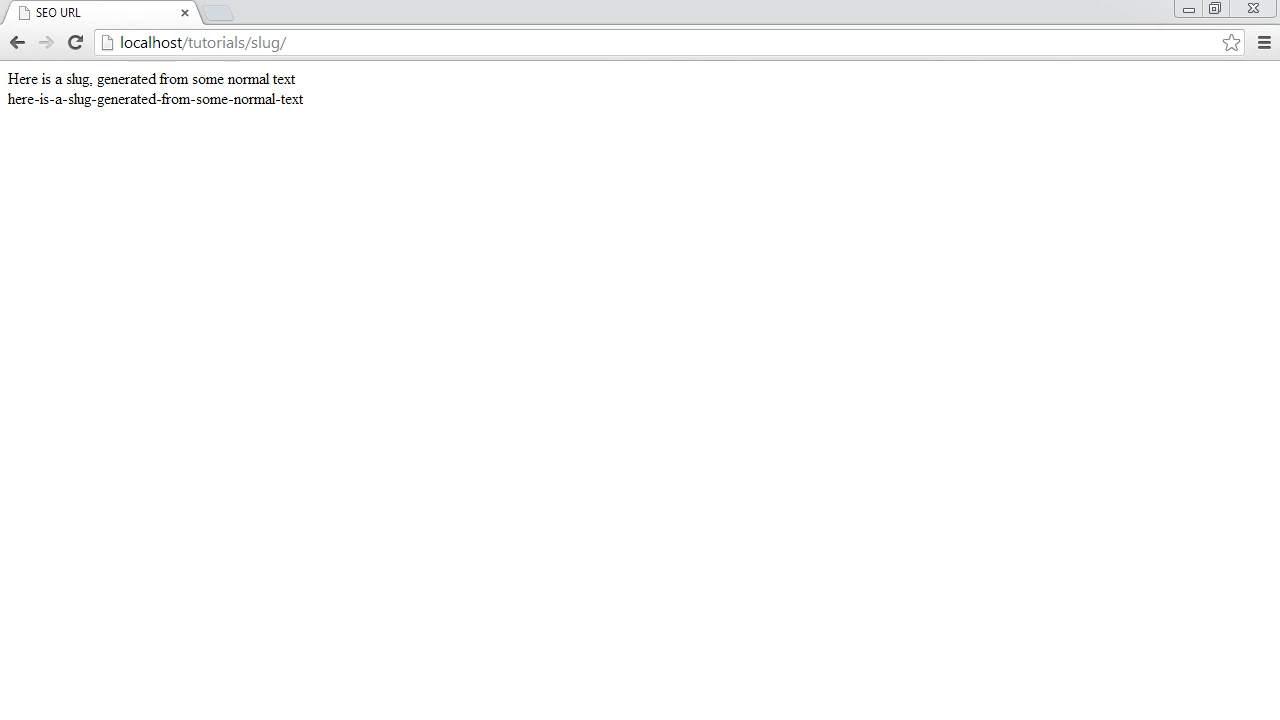 SEO URL
localhost/tutorials/slug/
Here is a slug, generated from some normal text
here-is-a-slug-generated-from-some-normal-text